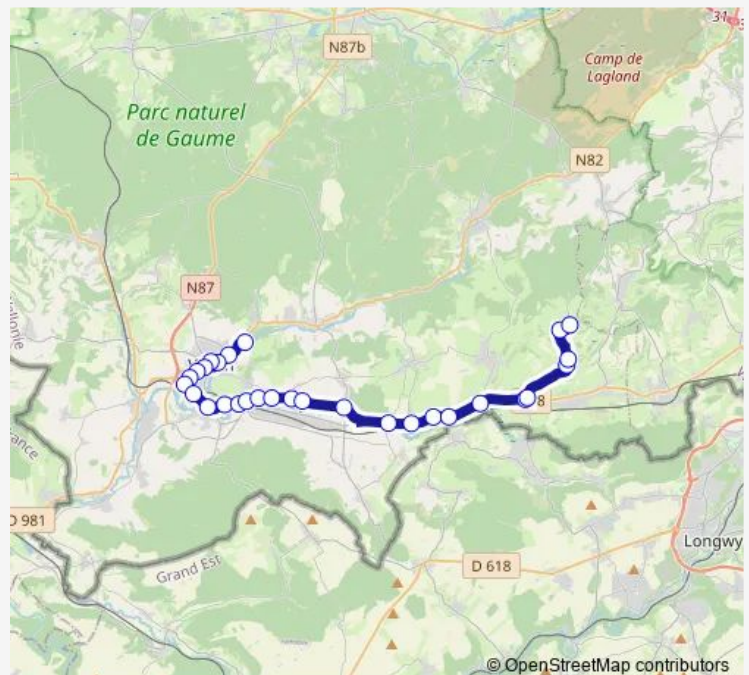 31
N87b
Camp de
Lagland
Parc naturel
de Gaume
N82
N87
8
D 981
Grand Est
D 618
Longwy
© OpenStreetMap contributors